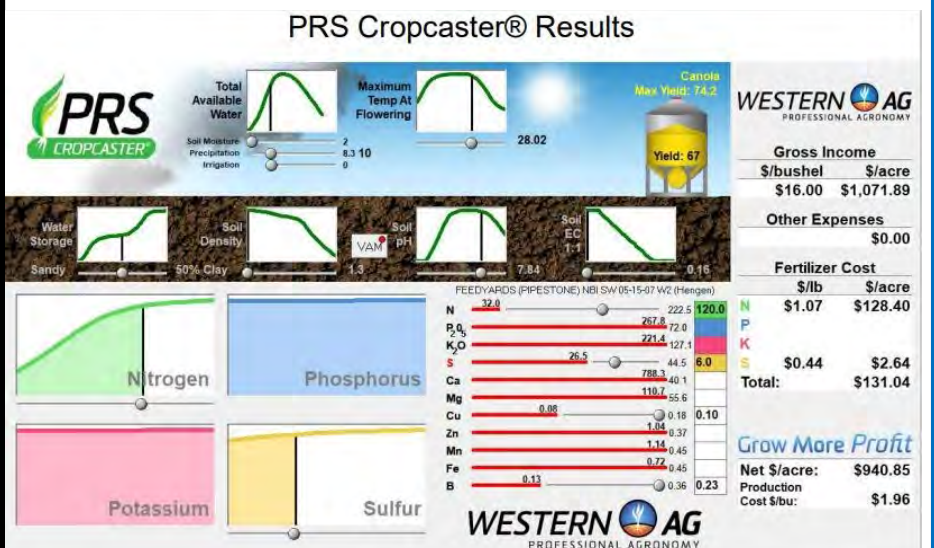 PRS Cropcaster® Results
PRS
CROPCASTER®
Total
Available
Water
Maximum
Temp At
Flowering
Soil Moisture 2
Precipitation 8.3 10
Irrigation 0
28.02
Canola
Max Yield: 74.2
Yield: 67
Water
Storage
Sandy 50% Clay
Soil
Density
1.3
VAM
Soil
pH
7.84
Soil
EC
1:1
0.16
Nitrogen
Phosphorus
Potassium
Sulfur
FEEDYARDS (PIPESTONE) NBI SW 05-15-07 W2 (Hengen)
N 32.0 222.5 120.0
P2O5 267.8 72.0
K2O 221.4 127.1
S 26.5 44.5 6.0
Ca 788.3 40.1
Mg 110.7 55.6
Cu 0.08 0.18 0.10
Zn 1.04 0.37
Mn 1.14 0.45
Fe 0.72 0.45
B 0.13 0.36 0.23
WESTERN AG
PROFESSIONAL AGRONOMY
WESTERN AG
PROFESSIONAL AGRONOMY
Gross Income
$/bushel $/acre
$16.00 $1,071.89
Other Expenses
$0.00
Fertilizer Cost
$/lb $/acre
N $1.07 $128.40
P
K
S $0.44 $2.64
Total: $131.04
Grow More Profit
Net $/acre: $940.85
Production
Cost $/bu: $1.96